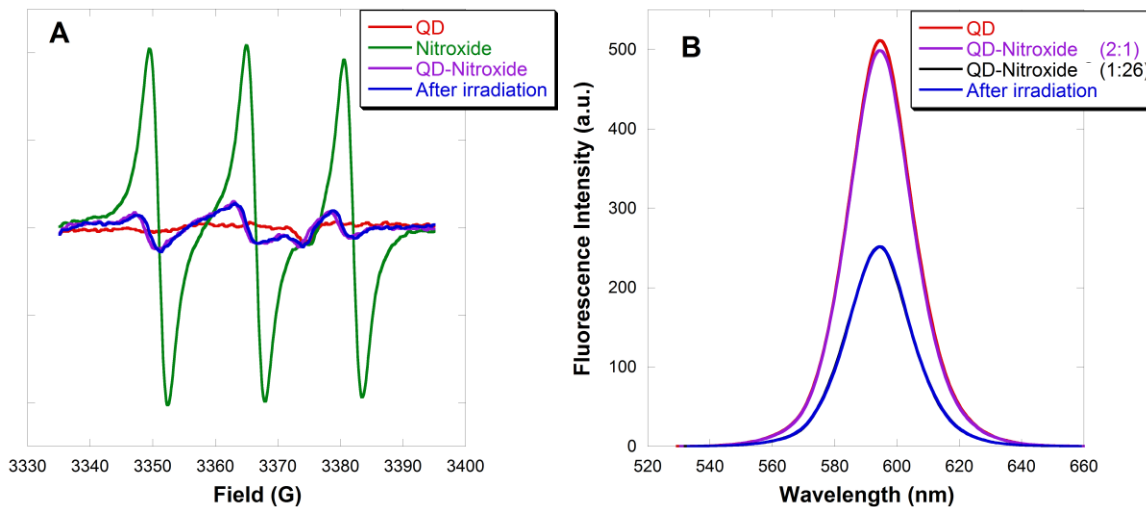 A
QD
Nitroxide
QD-Nitroxide
After irradiation
3330 3340 3350 3360 3370 3380 3390 3400
Field (G)
B
QD
QD-Nitroxide (2:1)
QD-Nitroxide (1:26)
After irradiation
Fluorescence Intensity (a.u.)
500
400
300
200
100
0
520 540 560 580 600 620 640 660
Wavelength (nm)